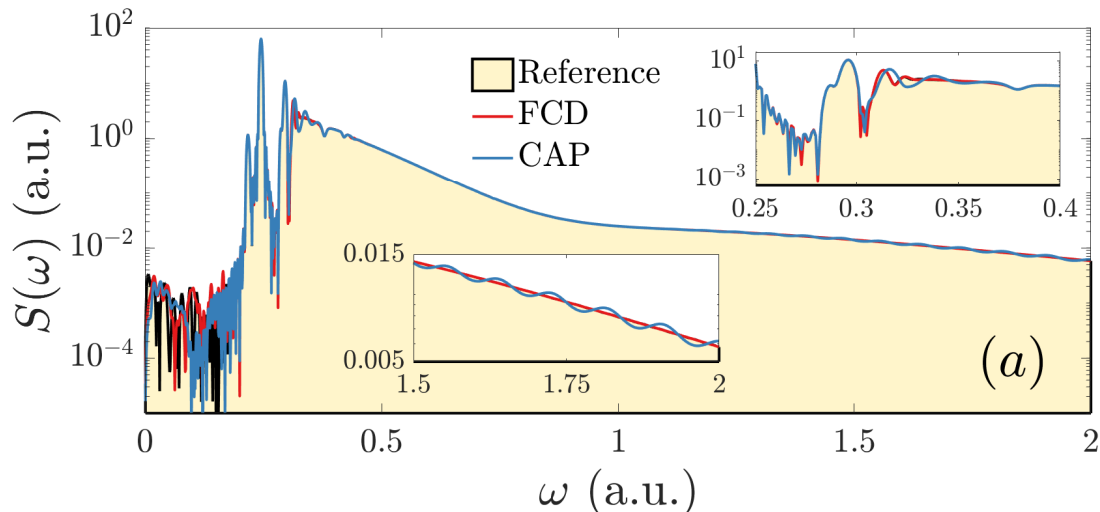 10^2
10^0
10^-2
10^-4
S(ω) (a.u.)
Reference
FCD
CAP
10^1
10^-1
10^-3
0.25 0.3 0.35 0.4
0.015
0.005
1.5 1.75 2
(a)
0 0.5 1 1.5 2
ω (a.u.)